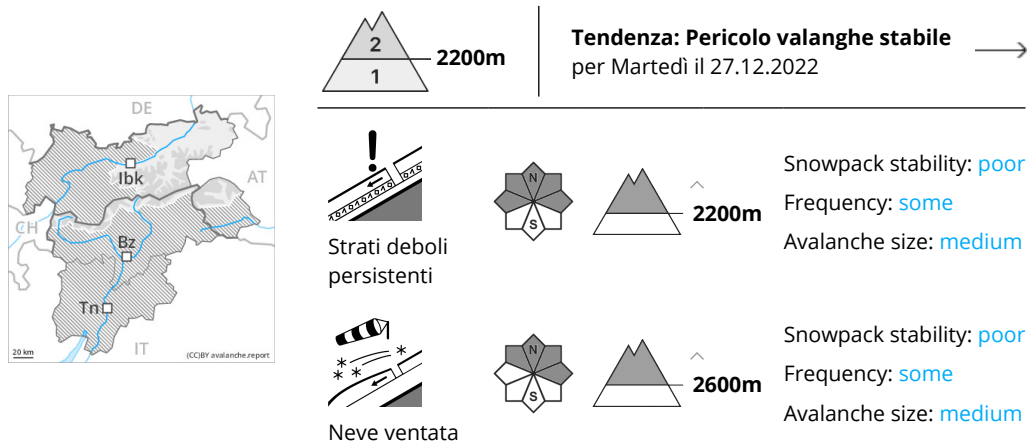 2
1
2200m
Tendenza: Pericolo valanghe stabile
per Martedì il 27.12.2022
DE
Ibk
AT
CH
Bz
Tn
IT
20 km
(CC)BY avalanche.report
Strati deboli
persistenti
N
S
2200m
Snowpack stability: poor
Frequency: some
Avalanche size: medium
Neve ventata
N
S
2600m
Snowpack stability: poor
Frequency: some
Avalanche size: medium